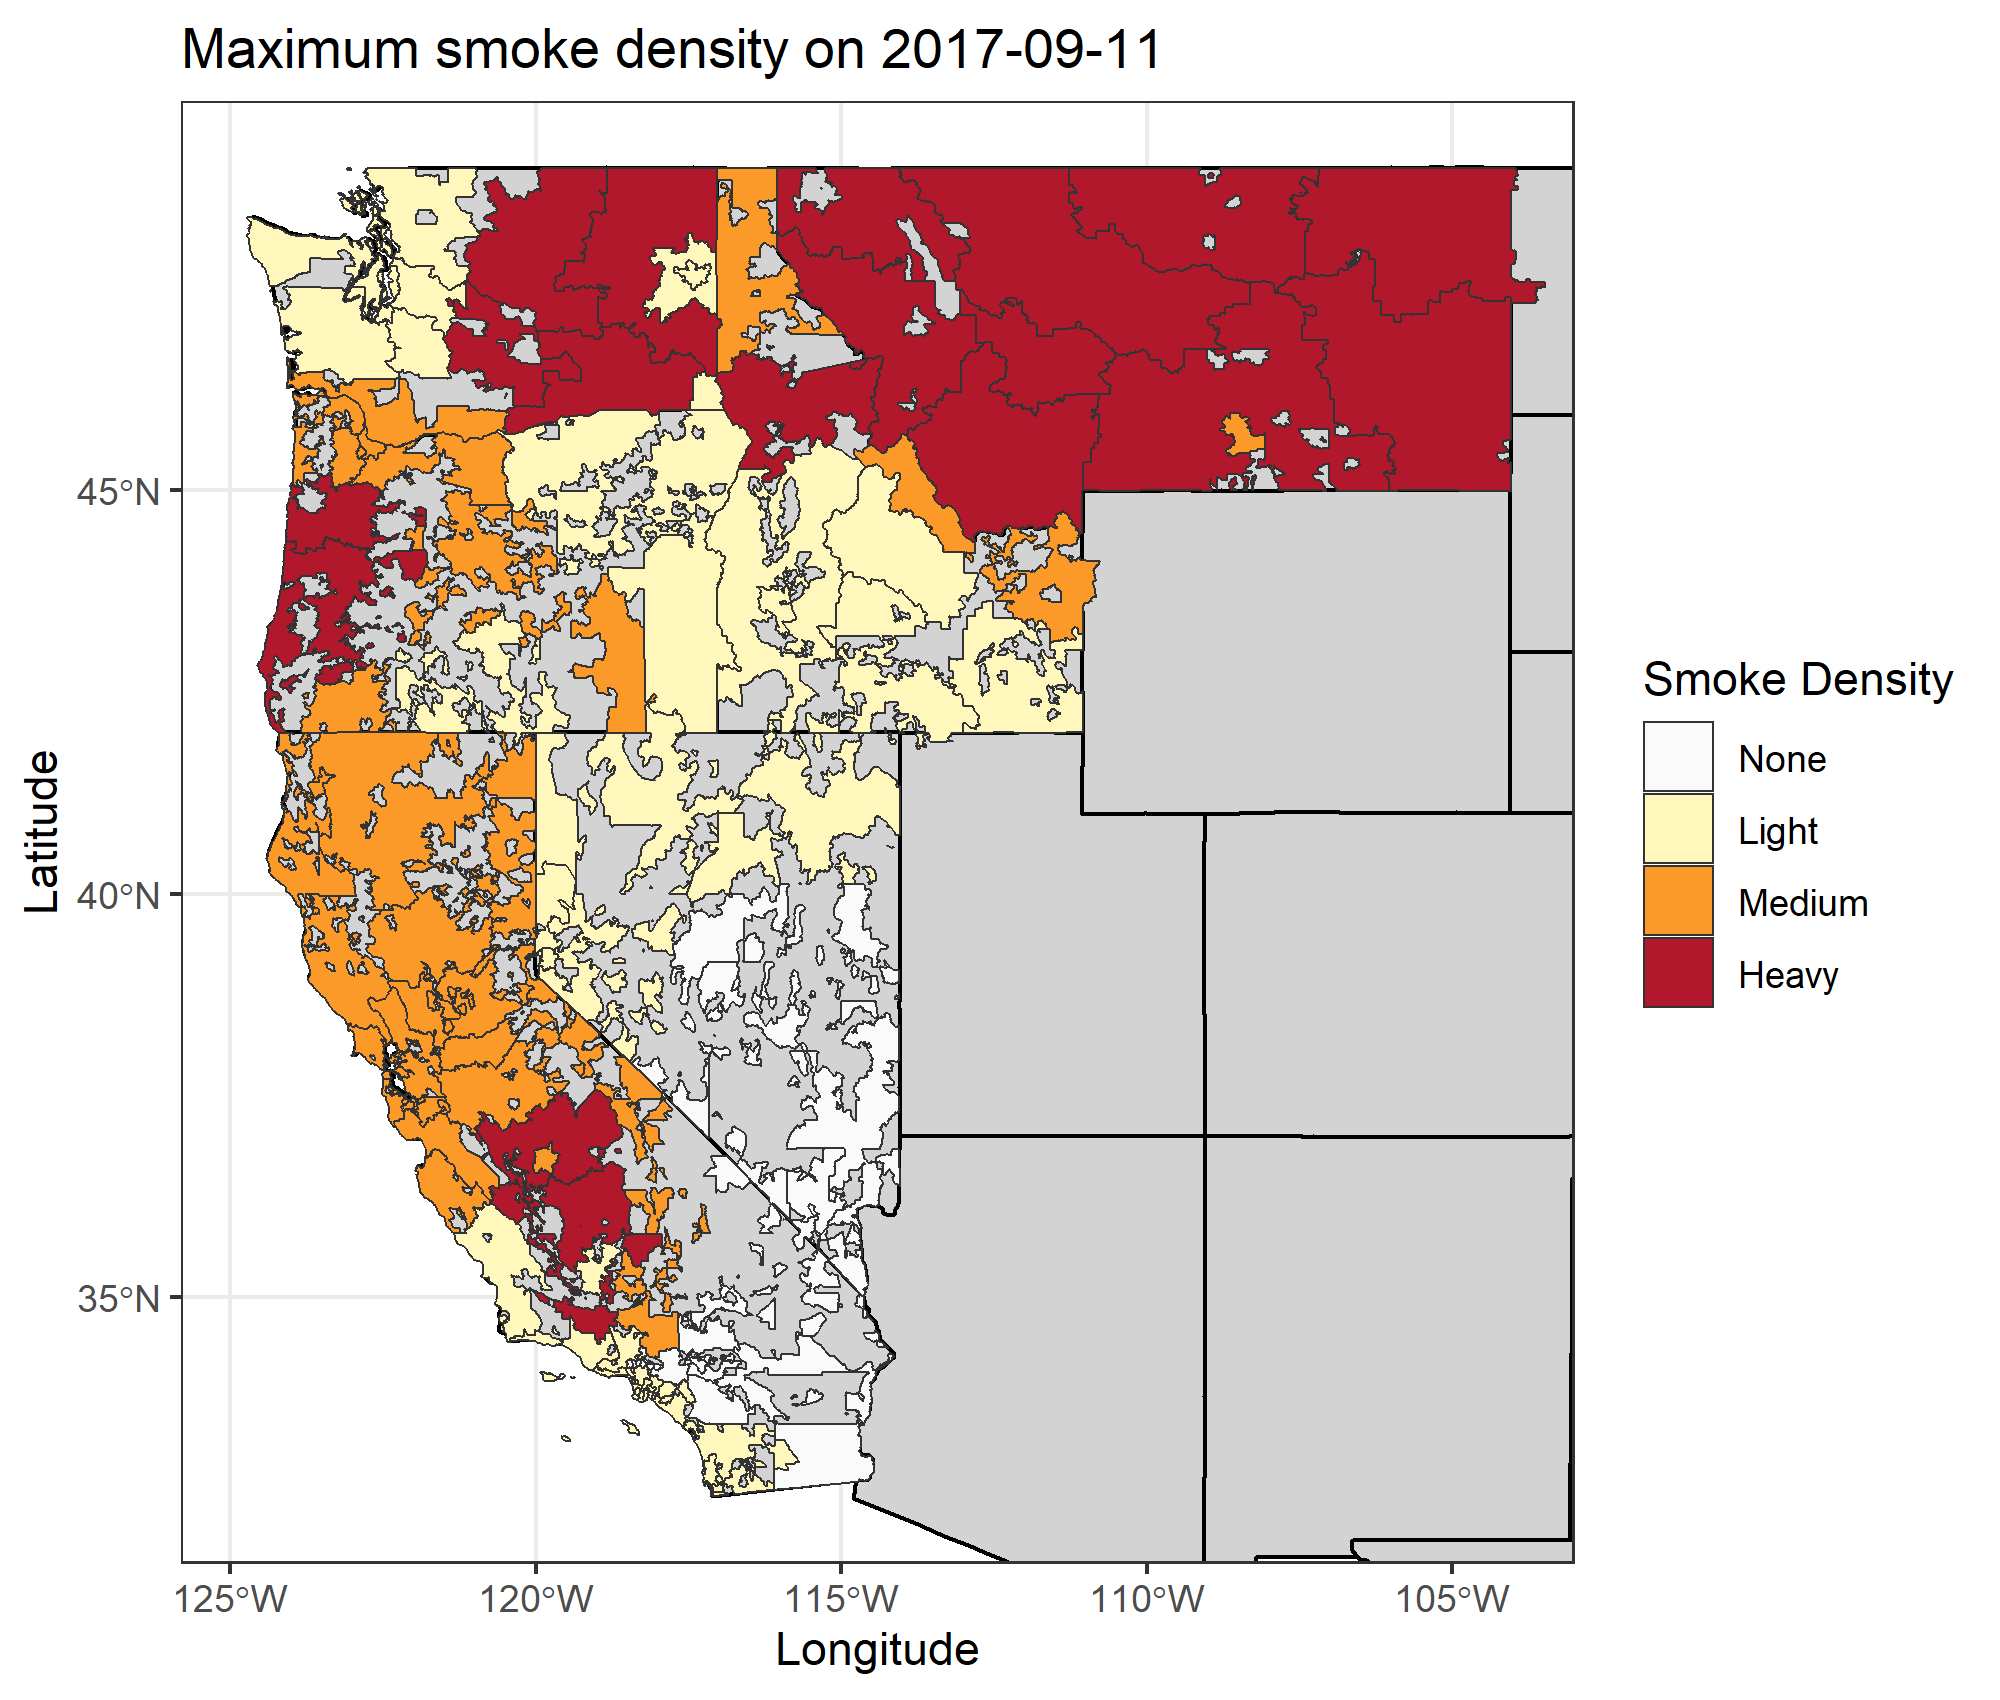 Maximum smoke density on 2017-09-11
Latitude
45°N
40°N
35°N
125°W
120°W
115°W
110°W
105°W
Longitude
Smoke Density
None
Light
Medium
Heavy